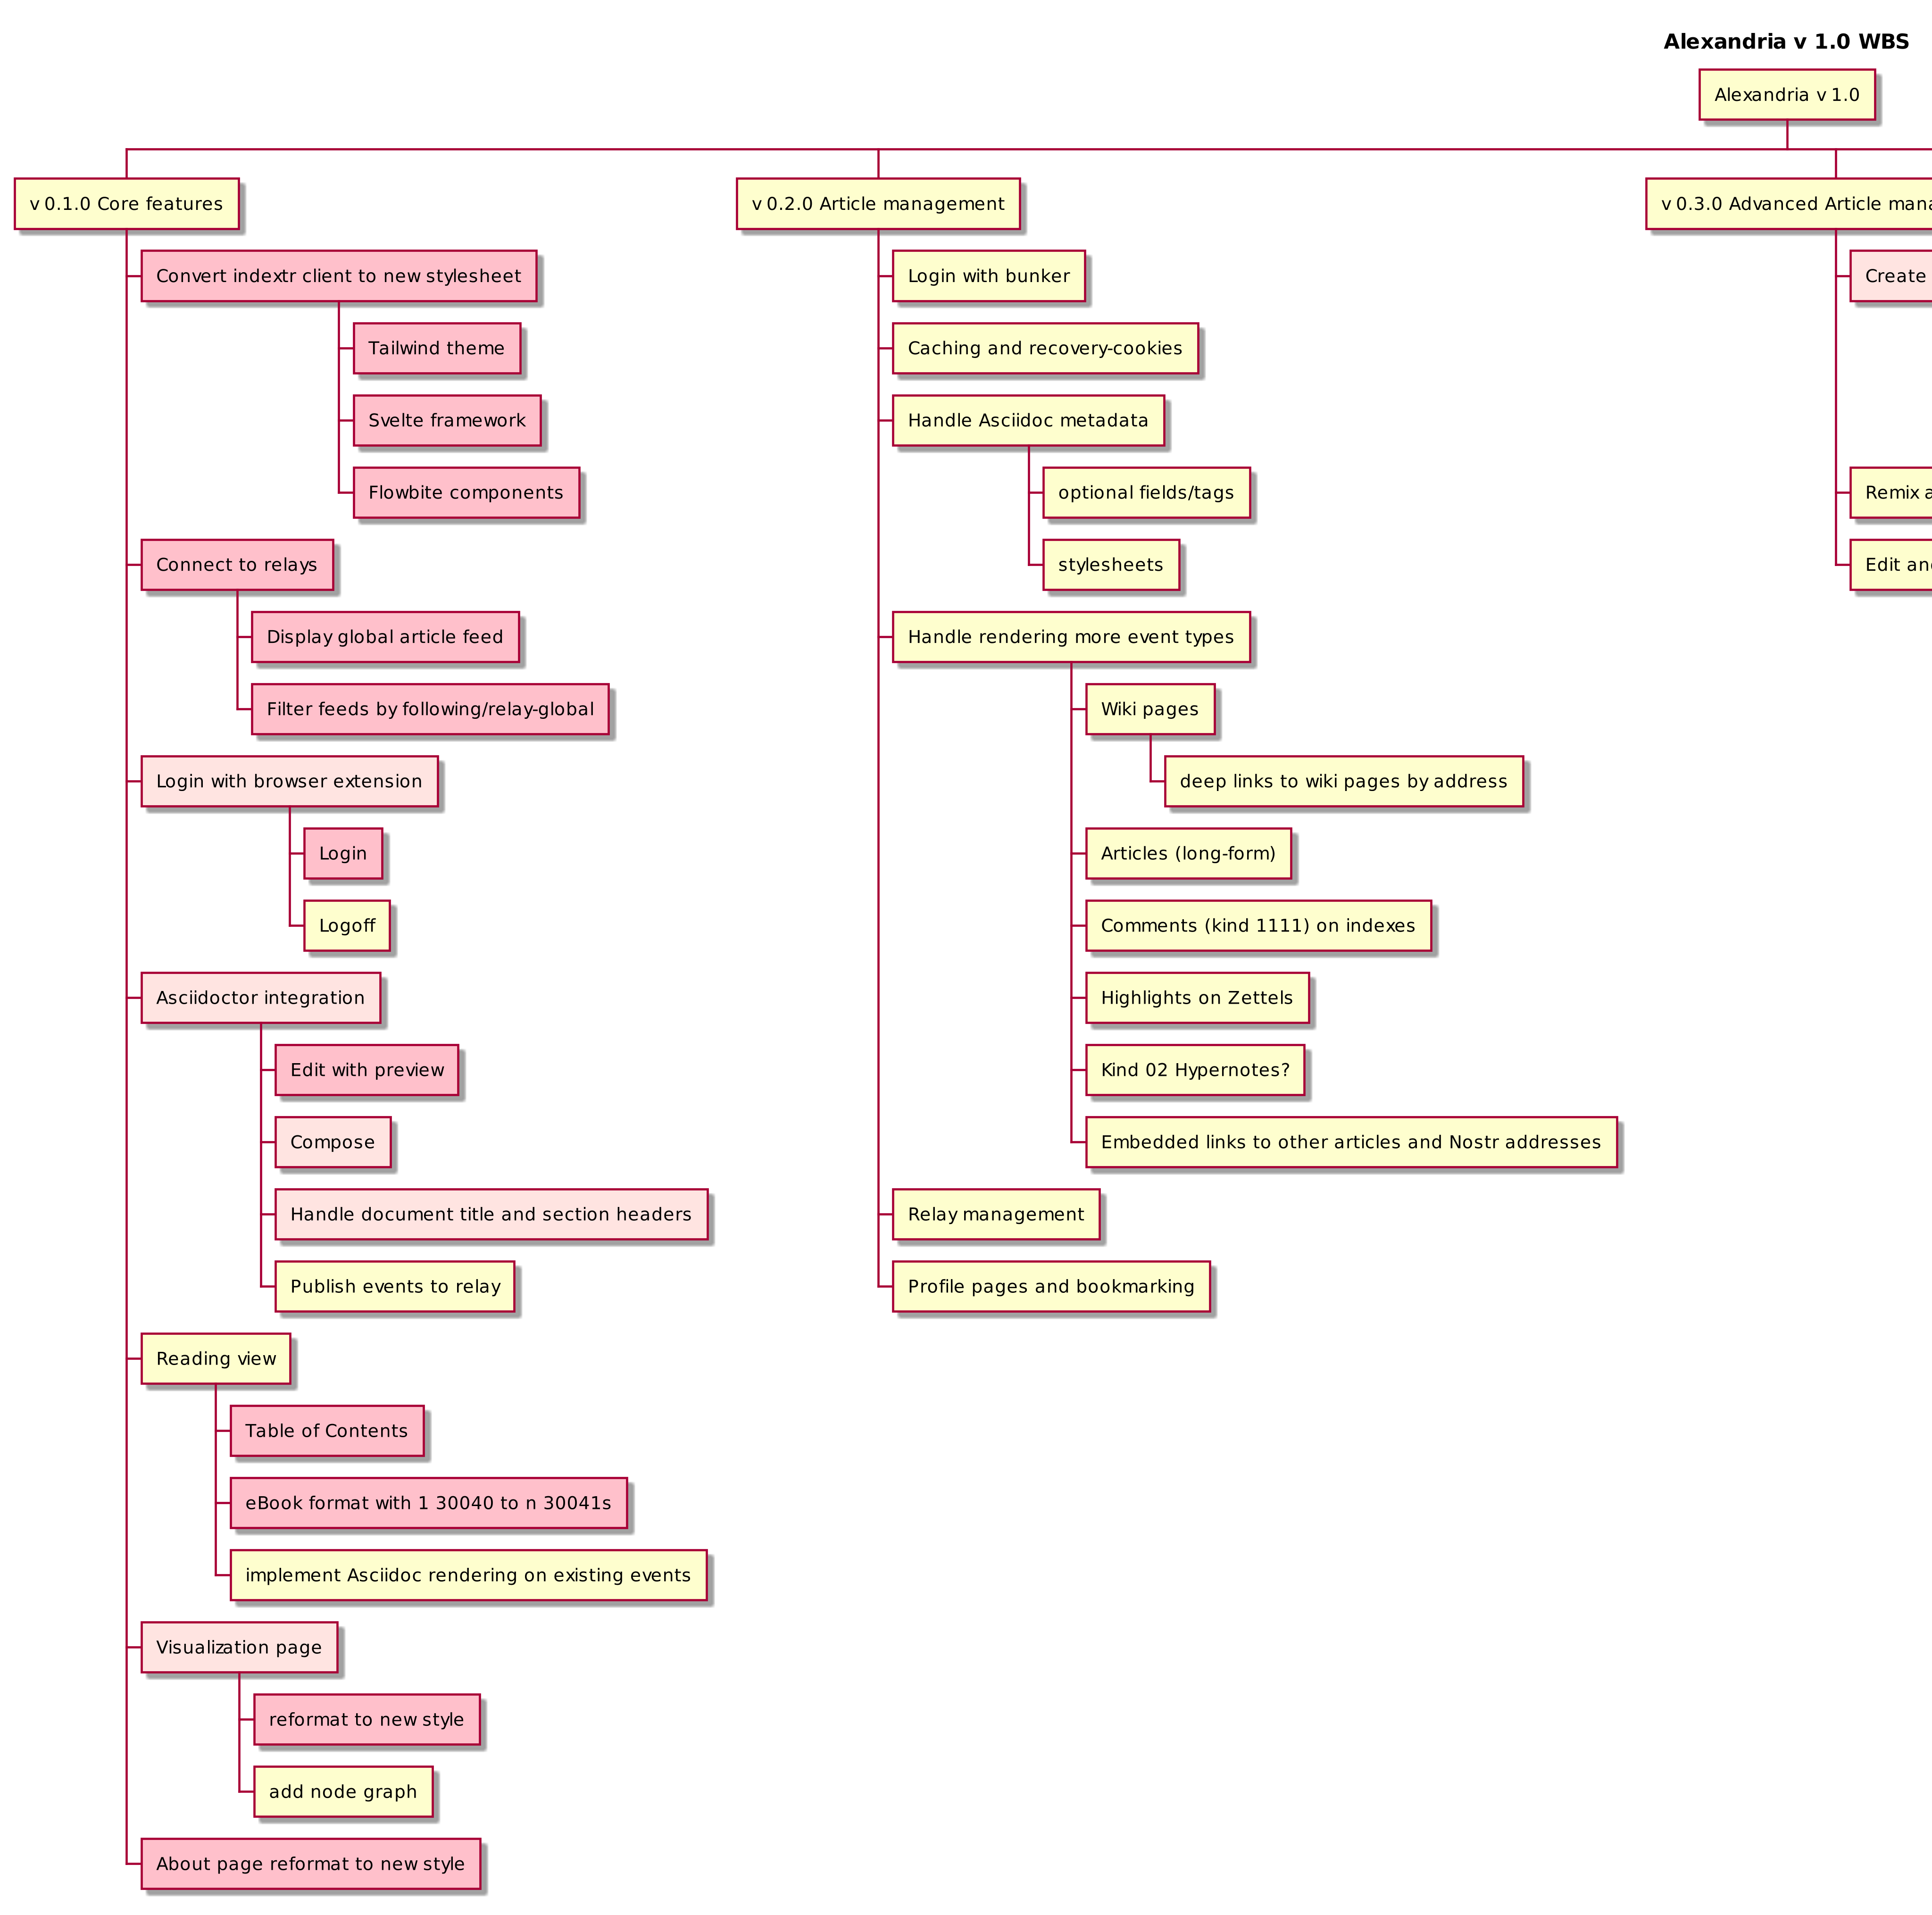 Alexandria v 1.0 WBS
Alexandria v 1.0
v 0.1.0 Core features
Convert indextr client to new stylesheet
Tailwind theme
Svelte framework
Flowbite components
Connect to relays
Display global article feed
Filter feeds by following/relay-global
Login with browser extension
Login
Logoff
Asciidoctor integration
Edit with preview
Compose
Handle document title and section headers
Publish events to relay
Reading view
Table of Contents
eBook format with 1 30040 to n 30041s
implement Asciidoc rendering on existing events
Visualization page
reformat to new style
add node graph
About page reformat to new style
v 0.2.0 Article management
Login with bunker
Caching and recovery-cookies
Handle Asciidoc metadata
optional fields/tags
stylesheets
Handle rendering more event types
Wiki pages
deep links to wiki pages by address
Articles (long-form)
Comments (kind 1111) on indexes
Highlights on Zettels
Kind 02 Hypernotes?
Embedded links to other articles and Nostr addresses
Relay management
Profile pages and bookmarking
v 0.3.0 Advanced Article
Create
Remix
Edit